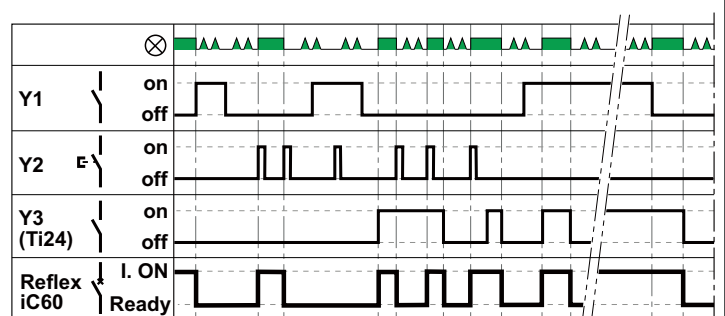 on
Y1
off
on
Y2
off
on
Y3
(Ti24)
off
I. ON
Reflex
iC60
Ready